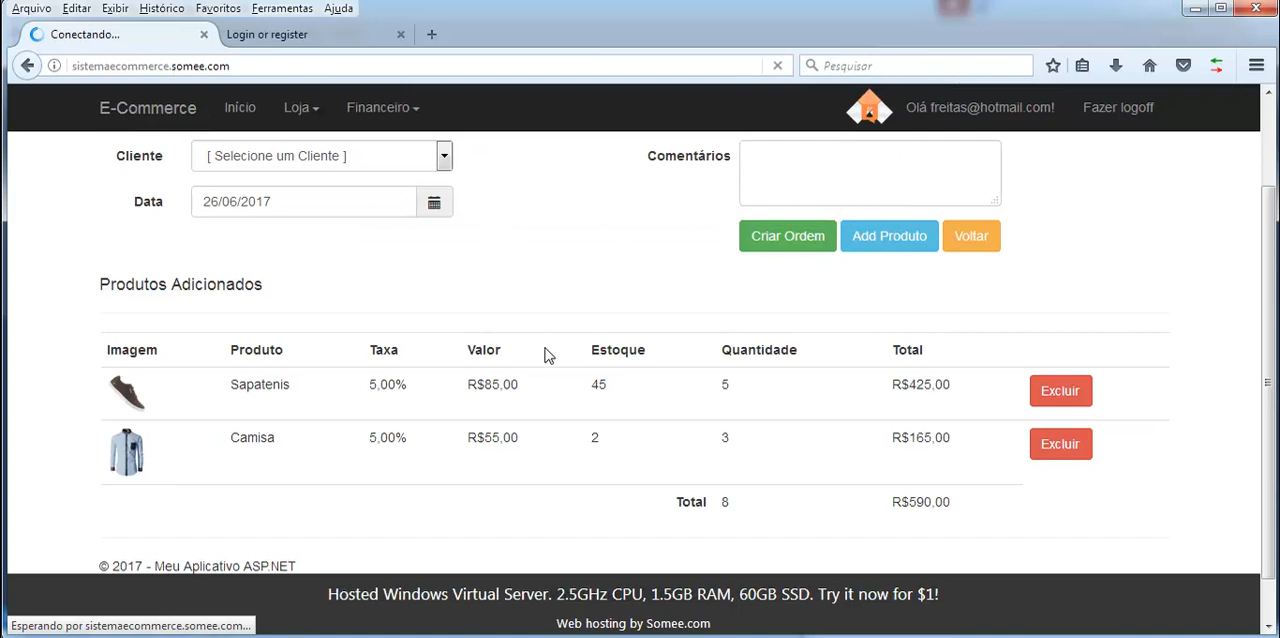 Arquivo Editar Exibir Histórico Favoritos Ferramentas Ajuda
Conectando... Login or register
sistemaecommerce.somee.com Pesquisar
E-Commerce Início Loja Financeiro Olá freitas@hotmail.com! Fazer logoff
Cliente [ Selecione um Cliente ] Comentários
Data 26/06/2017
Criar Ordem Add Produto Voltar
Produtos Adicionados
Imagem Produto Taxa Valor Estoque Quantidade Total
Sapatenis 5,00% R$85,00 45 5 R$425,00 Excluir
Camisa 5,00% R$55,00 2 3 R$165,00 Excluir
Total 8 R$590,00
© 2017 - Meu Aplicativo ASP.NET
Hosted Windows Virtual Server. 2.5GHz CPU, 1.5GB RAM, 60GB SSD. Try it now for $1!
Web hosting by Somee.com
Esperando por sistemaecommerce.somee.com...